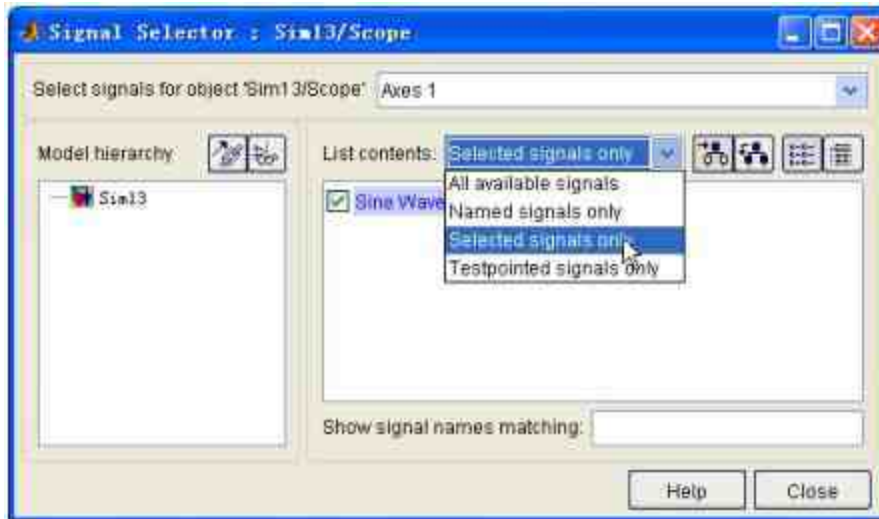 Signal Selector : Sim13/Scope
Select signals for object 'Sim13/Scope' Axes 1
Model hierarchy
Sim13
List contents: Selected signals only
All available signals
Named signals only
Selected signals only
Testpointed signals only
Sine Wave
Show signal names matching:
Help Close